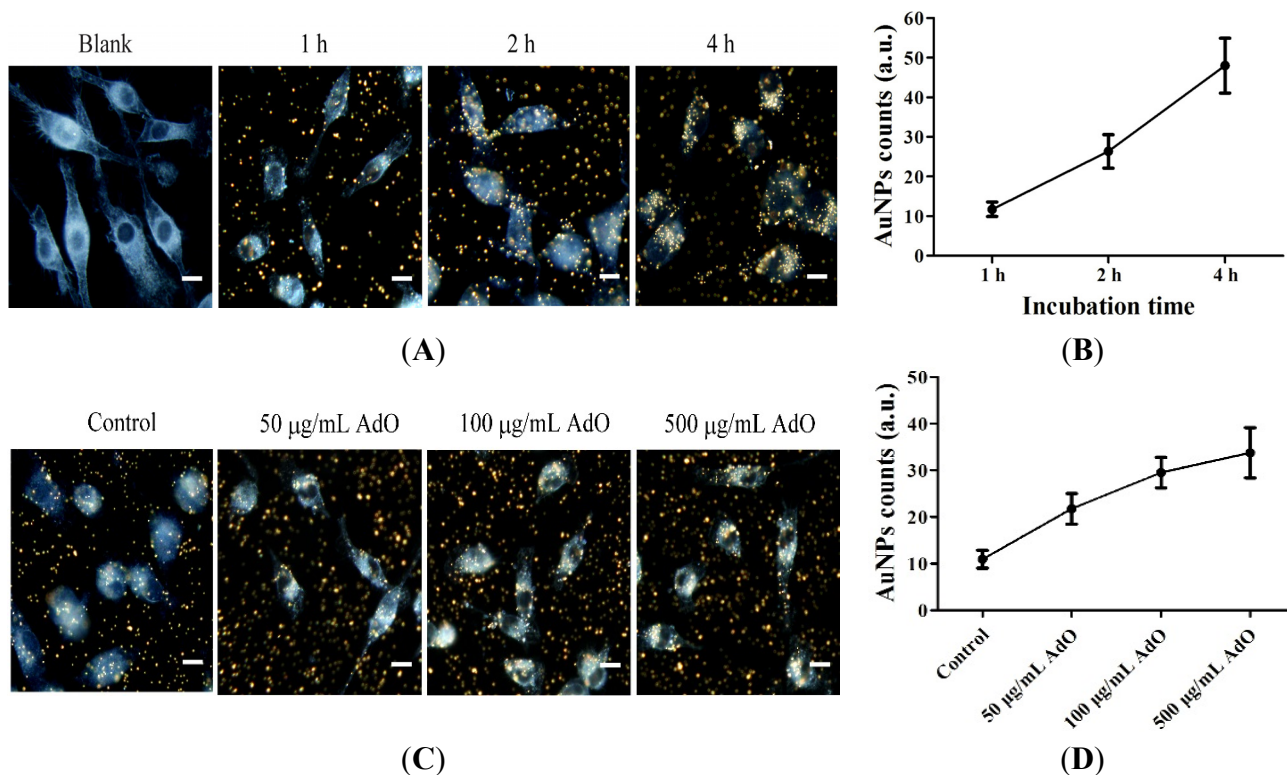 Blank
1 h
2 h
4 h
(A)
AuNPs counts (a.u.)
60
50
40
30
20
10
0
1 h
2 h
4 h
Incubation time
(B)
Control
50 μg/mL AdO
100 μg/mL AdO
500 μg/mL AdO
(C)
AuNPs counts (a.u.)
50
40
30
20
10
0
Control
50 μg/mL AdO
100 μg/mL AdO
500 μg/mL AdO
(D)